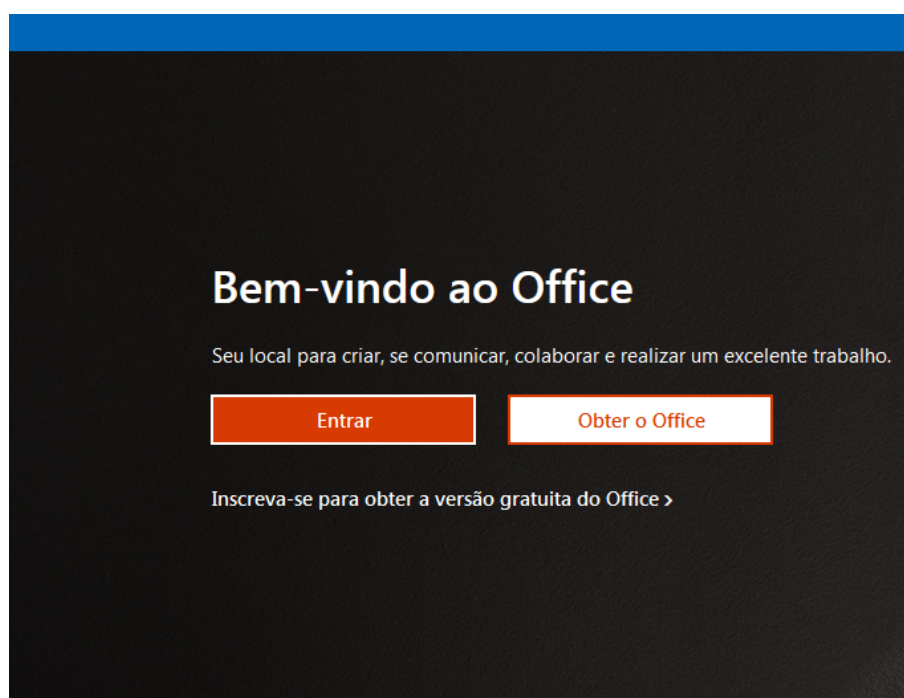 Bem-vindo ao Office
Seu local para criar, se comunicar, colaborar e realizar um excelente trabalho.
Entrar
Obter o Office
Inscreva-se para obter a versão gratuita do Office >